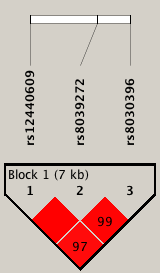 rs12440609
rs8039272
rs8030396
Block 1 (7 kb)
1 2 3
99
97